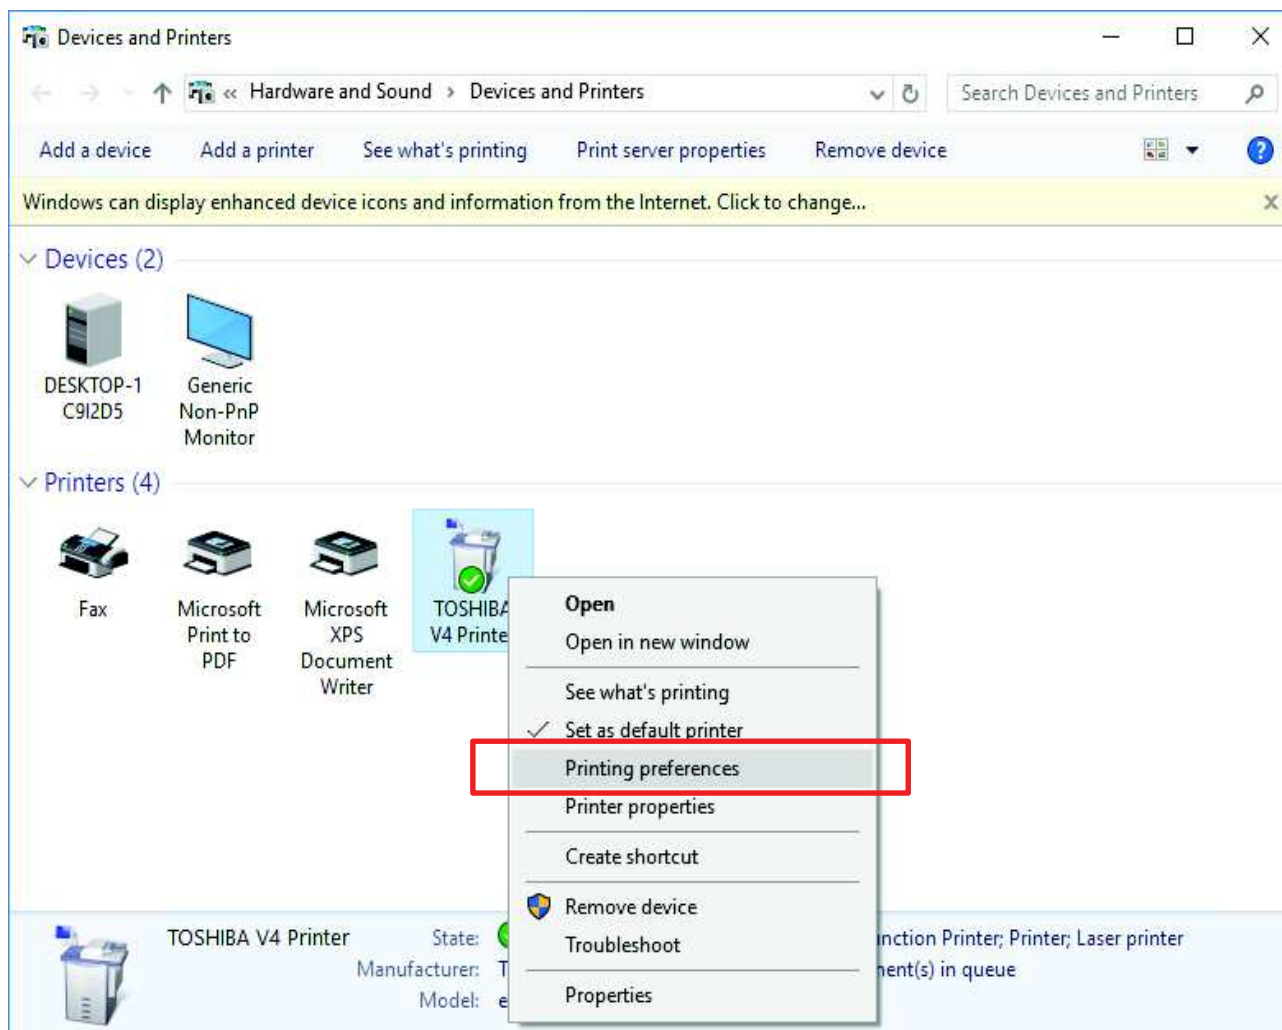 Devices and Printers
« Hardware and Sound › Devices and Printers
Search Devices and Printers
Add a device Add a printer See what's printing Print server properties Remove device
Windows can display enhanced device icons and information from the Internet. Click to change...
Devices (2)
DESKTOP-1
C9I2D5
Generic
Non-PnP
Monitor
Printers (4)
Fax
Microsoft
Print to
PDF
Microsoft
XPS
Document
Writer
TOSHIBA
V4 Printe
Open
Open in new window
See what's printing
Set as default printer
Printing preferences
Printer properties
Create shortcut
Remove device
Troubleshoot
Properties
TOSHIBA V4 Printer State: Printer; Printer; Laser printer
Manufacturer: in queue
Model: